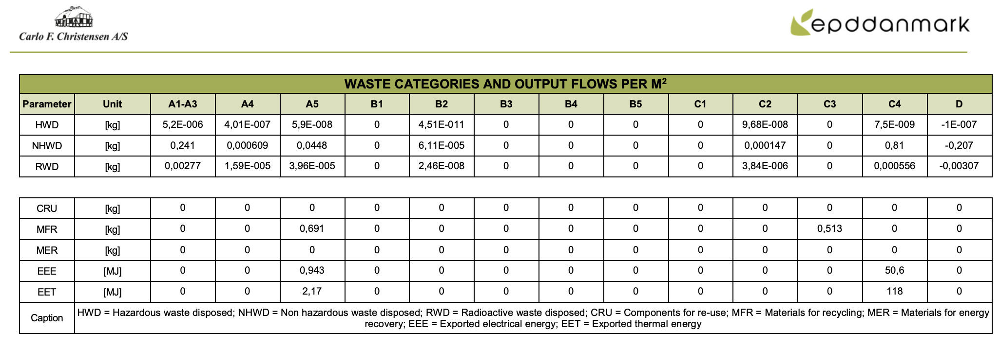 Carlo F. Christensen A/S
epddanmark
WASTE CATEGORIES AND OUTPUT FLOWS PER M²
Parameter Unit A1-A3 A4 A5 B1 B2 B3 B4 B5 C1 C2 C3 C4 D
HWD [kg] 5,2E-006 4,01E-007 5,9E-008 0 4,51E-011 0 0 0 0 9,68E-008 0 7,5E-009 -1E-007
NHWD [kg] 0,241 0,000609 0,0448 0 6,11E-005 0 0 0 0 0,000147 0 0,81 -0,207
RWD [kg] 0,00277 1,59E-005 3,96E-005 0 2,46E-008 0 0 0 0 3,84E-006 0 0,000556 -0,00307
CRU [kg] 0 0 0 0 0 0 0 0 0 0 0 0 0
MFR [kg] 0 0 0,691 0 0 0 0 0 0 0 0,513 0 0
MER [kg] 0 0 0 0 0 0 0 0 0 0 0 0 0
EEE [MJ] 0 0 0,943 0 0 0 0 0 0 0 0 50,6 0
EET [MJ] 0 0 2,17 0 0 0 0 0 0 0 0 118 0
Caption HWD = Hazardous waste disposed; NHWD = Non hazardous waste disposed; RWD = Radioactive waste disposed; CRU = Components for re-use; MFR = Materials for recycling; MER = Materials for energy
recovery; EEE = Exported electrical energy; EET = Exported thermal energy